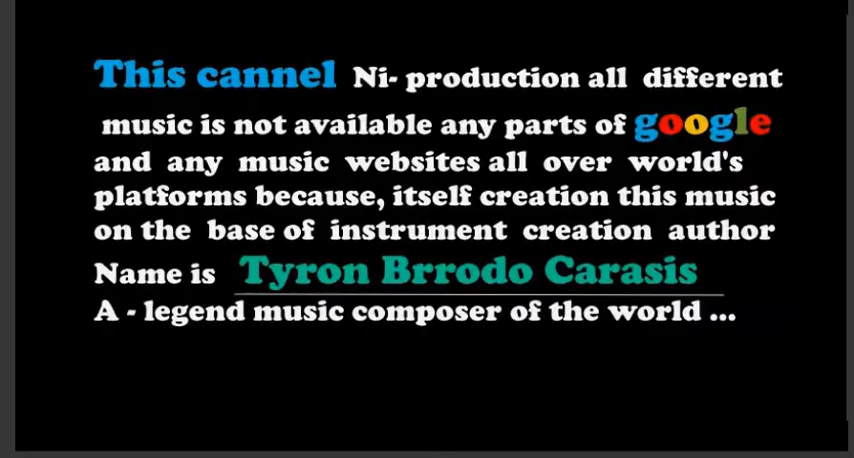 This cannel Ni- production all different
music is not available any parts of google
and any music websites all over world's
platforms because, itself creation this music
on the base of instrument creation author
Name is Tyron Brrodo Carasis
A - legend music composer of the world ...